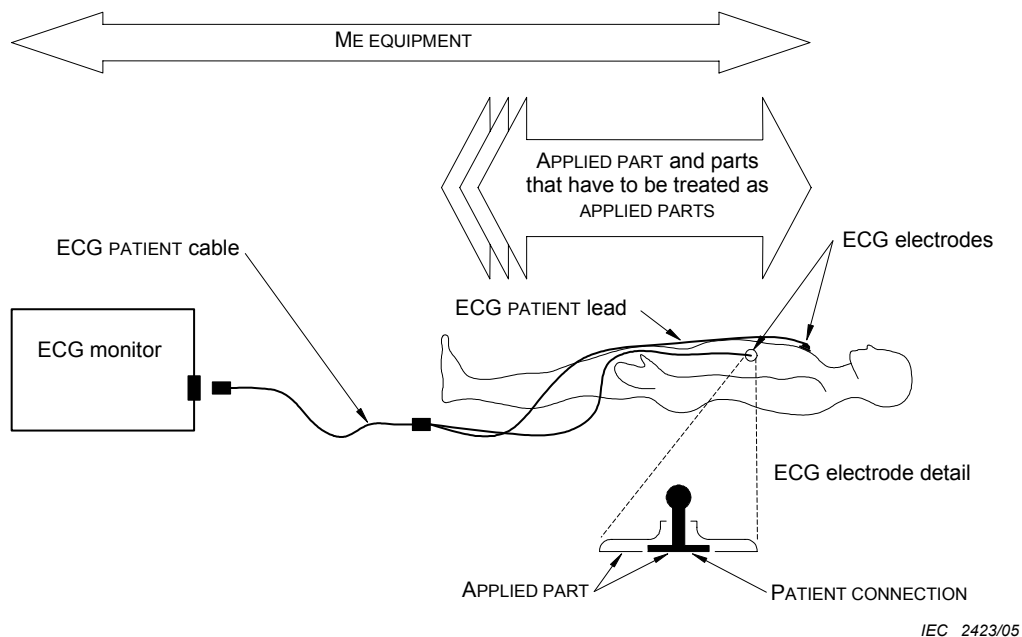 ME EQUIPMENT
APPLIED PART and parts
that have to be treated as
APPLIED PARTS
ECG PATIENT cable
ECG electrodes
ECG PATIENT lead
ECG monitor
ECG electrode detail
APPLIED PART
PATIENT CONNECTION
IEC 2423/05